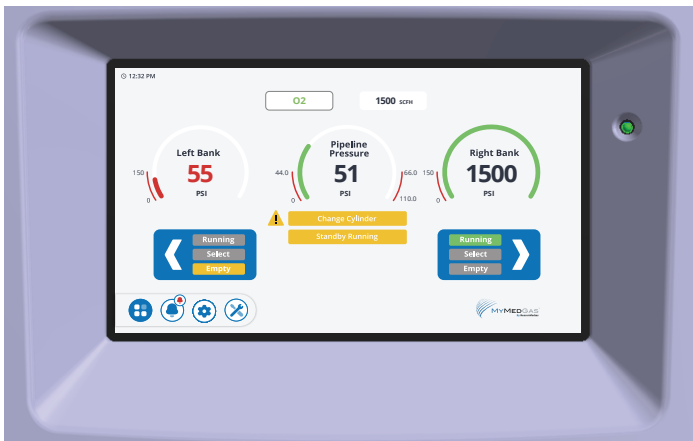 12:32 PM
O2
1500 SCFH
Left Bank
55
PSI
150
0
Pipeline
Pressure
51
PSI
44.0
66.0
0
110.0
Right Bank
1500
PSI
150
0
Change Cylinder
Standby Running
Running
Select
Empty
Running
Select
Empty
MYMEDGAS